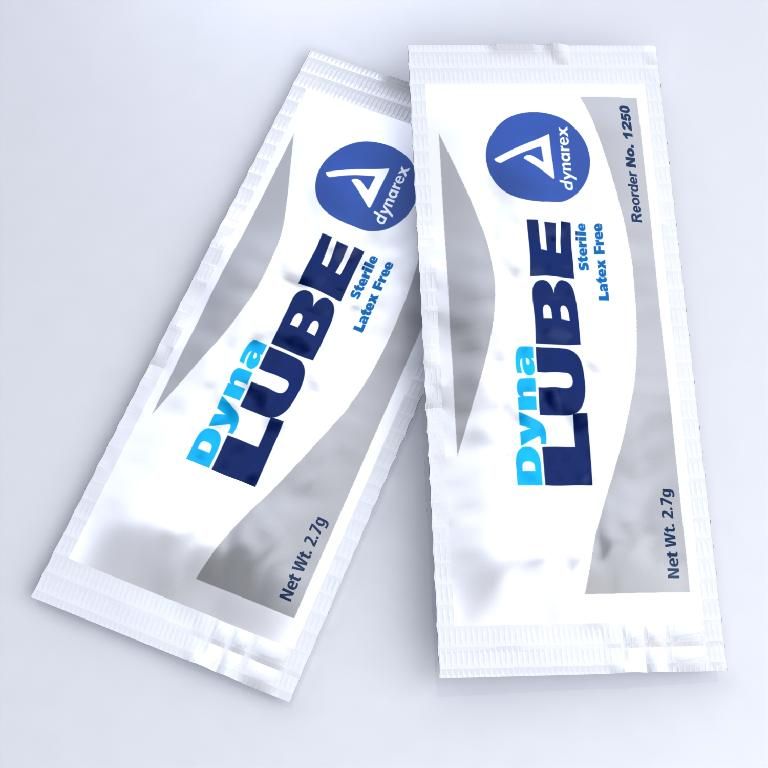 Dyna
LUBE
Sterile
Latex Free
dynarex
Net Wt. 2.7g
Dyna
LUBE
Sterile
Latex Free
dynarex
Reorder No. 1250
Net Wt. 2.7g